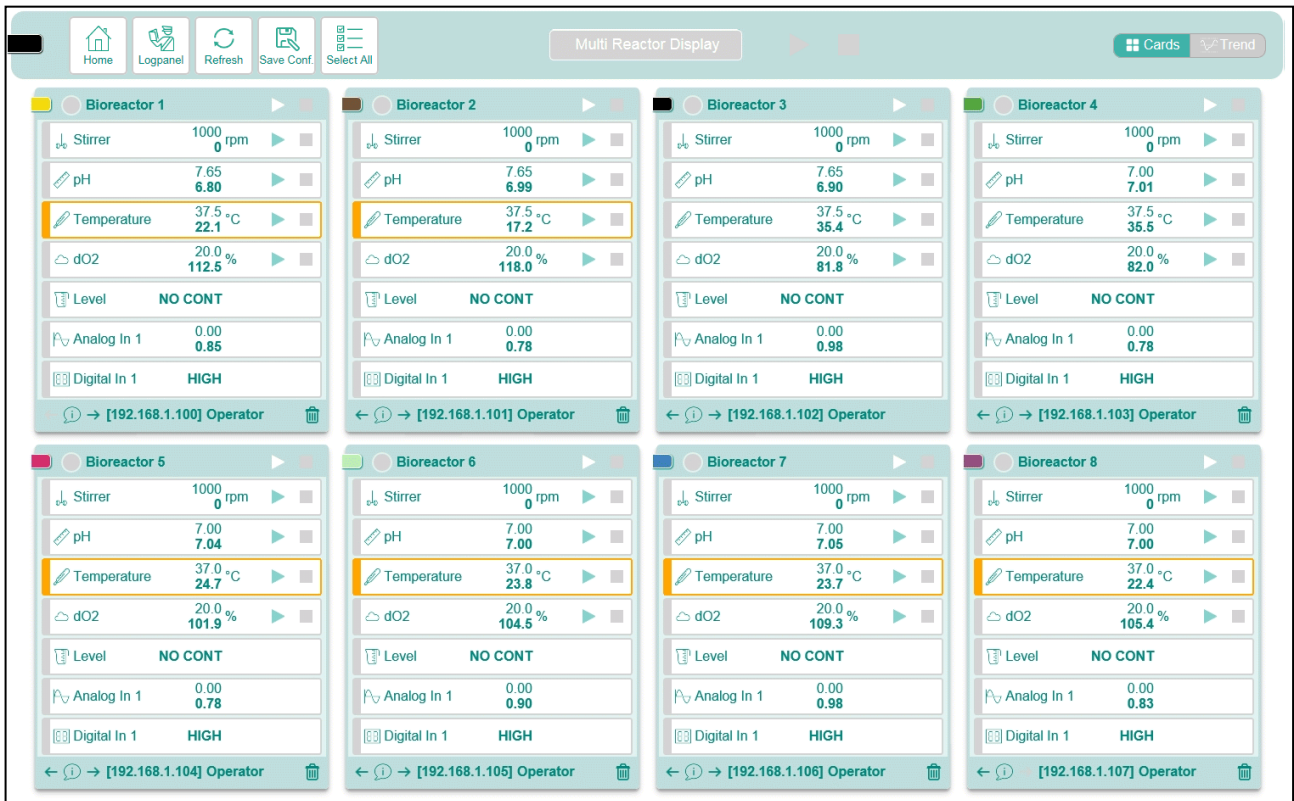 Home Logpanel Refresh Save Conf. Select All Multi Reactor Display Cards Trend
Bioreactor 1
Stirrer 1000 0 rpm
pH 7.65 6.80
Temperature 37.5 22.1 °C
dO2 20.0 112.5 %
Level NO CONT
Analog In 1 0.00 0.85
Digital In 1 HIGH
[192.168.1.100] Operator
Bioreactor 2
Stirrer 1000 0 rpm
pH 7.65 6.99
Temperature 37.5 17.2 °C
dO2 20.0 118.0 %
Level NO CONT
Analog In 1 0.00 0.78
Digital In 1 HIGH
← → [192.168.1.101] Operator
Bioreactor 3
Stirrer 1000 0 rpm
pH 7.65 6.90
Temperature 37.5 35.4 °C
dO2 20.0 81.8 %
Level NO CONT
Analog In 1 0.00 0.98
Digital In 1 HIGH
← → [192.168.1.102] Operator
Bioreactor 4
Stirrer 1000 0 rpm
pH 7.00 7.01
Temperature 37.5 35.5 °C
dO2 20.0 82.0 %
Level NO CONT
Analog In 1 0.00 0.78
Digital In 1 HIGH
← → [192.168.1.103] Operator
Bioreactor 5
Stirrer 1000 0 rpm
pH 7.00 7.04
Temperature 37.0 24.7 °C
dO2 20.0 101.9 %
Level NO CONT
Analog In 1 0.00 0.78
Digital In 1 HIGH
← → [192.168.1.104] Operator
Bioreactor 6
Stirrer 1000 0 rpm
pH 7.00 7.00
Temperature 37.0 23.8 °C
dO2 20.0 104.5 %
Level NO CONT
Analog In 1 0.00 0.90
Digital In 1 HIGH
← → [192.168.1.105] Operator
Bioreactor 7
Stirrer 1000 0 rpm
pH 7.00 7.05
Temperature 37.0 23.7 °C
dO2 20.0 109.3 %
Level NO CONT
Analog In 1 0.00 0.98
Digital In 1 HIGH
← → [192.168.1.106] Operator
Bioreactor 8
Stirrer 1000 0 rpm
pH 7.00 7.00
Temperature 37.0 22.4 °C
dO2 20.0 105.4 %
Level NO CONT
Analog In 1 0.00 0.83
Digital In 1 HIGH
← [192.168.1.107] Operator